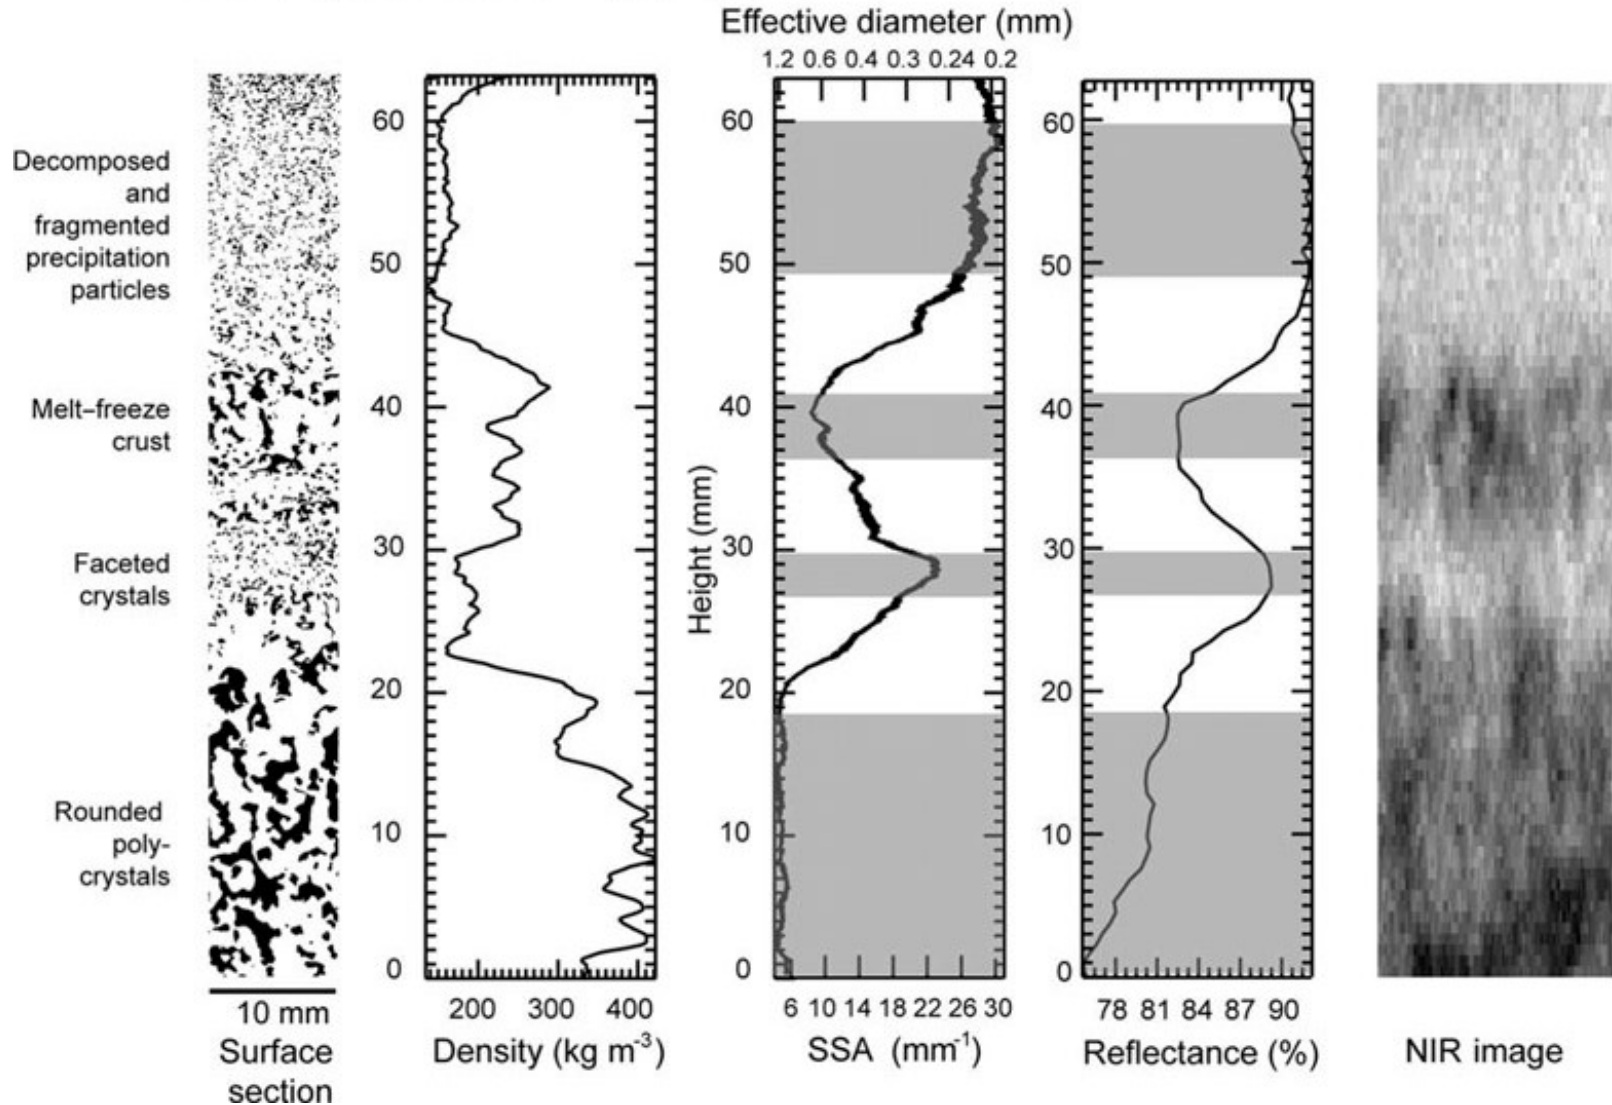 Effective diameter (mm)
1.2 0.6 0.4 0.3 0.24 0.2
Decomposed
and
fragmented
precipitation
particles
Melt–freeze
crust
Faceted
crystals
Rounded
poly-
crystals
10 mm
Surface
section
60
50
40
30
20
10
0
200 300 400
Density (kg m⁻³)
Height (mm)
60
50
40
30
20
10
0
6 10 14 18 22 26 30
SSA (mm⁻¹)
60
50
40
30
20
10
0
78 81 84 87 90
Reflectance (%)
NIR image